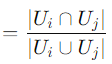 = |U_i ∩ U_j| / |U_i ∪ U_j|